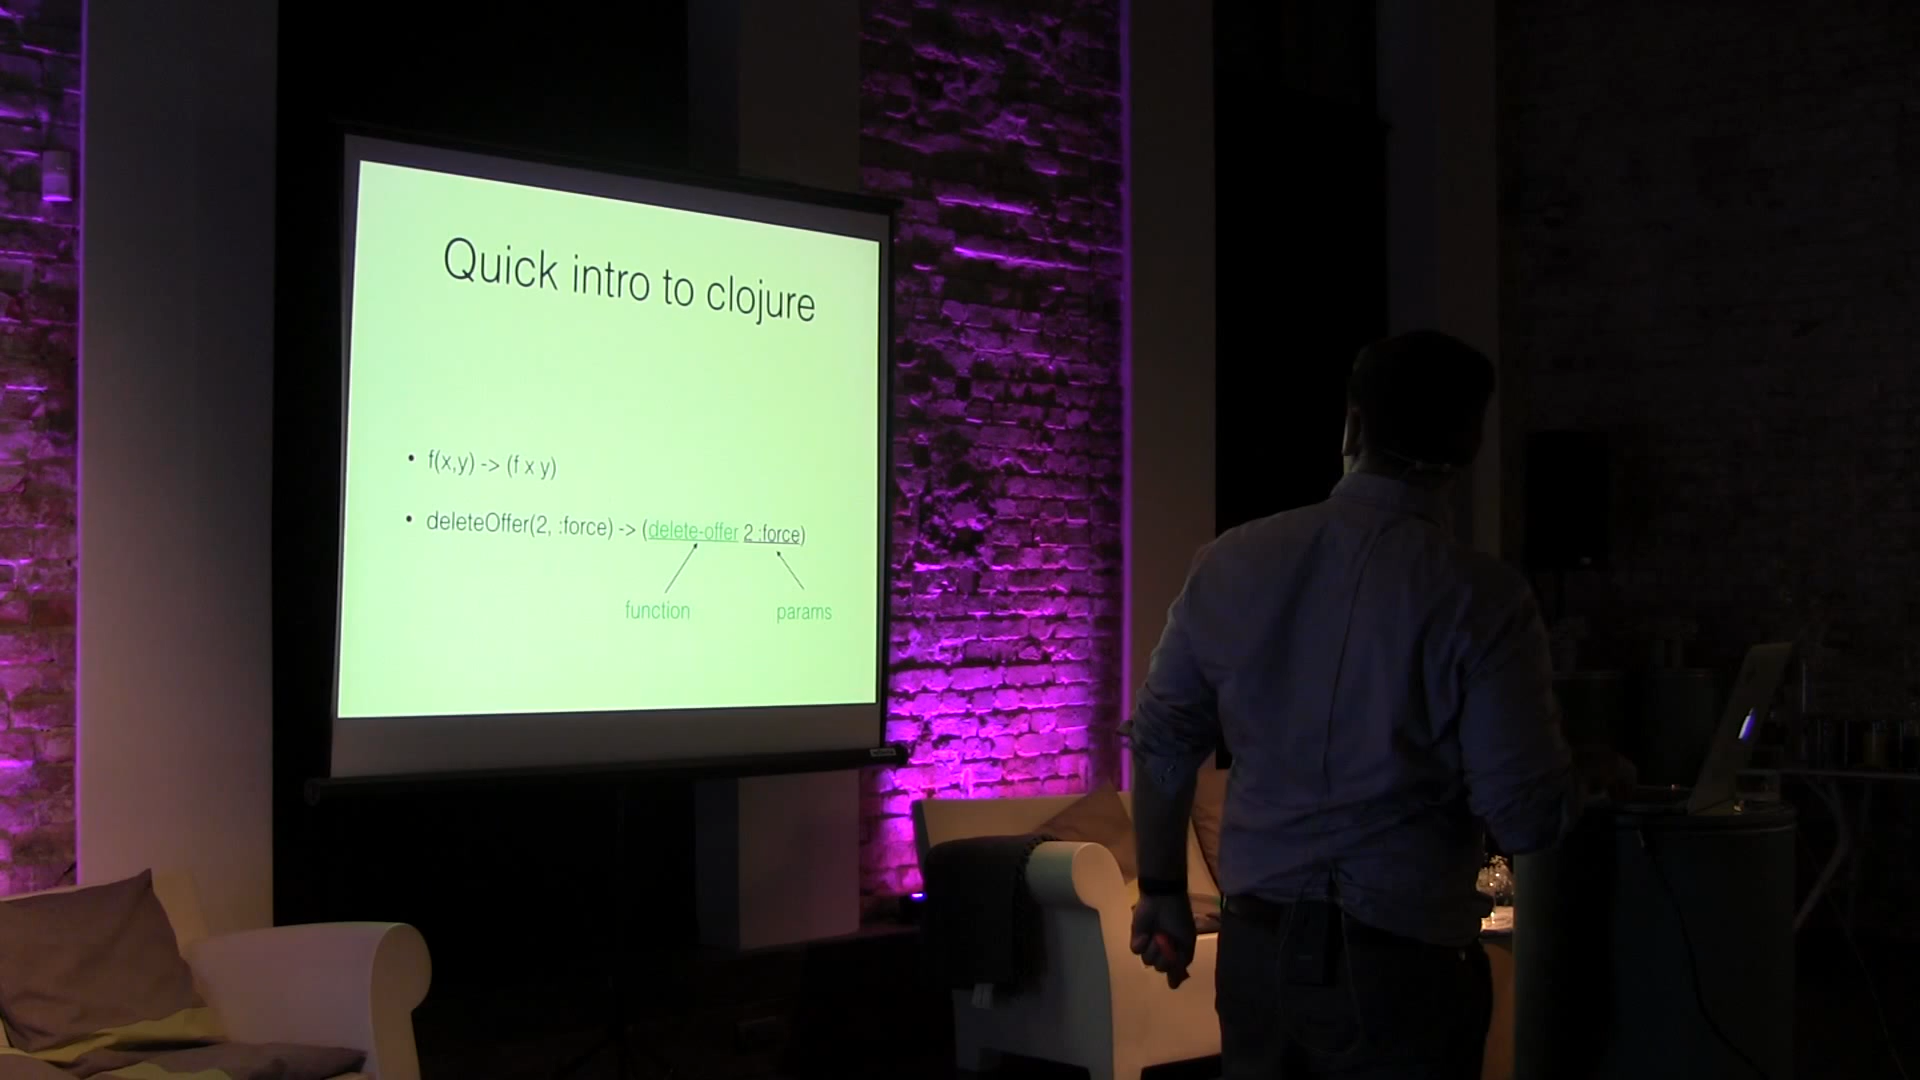 Quick intro to clojure
• f(x,y) -> (f x y)
• deleteOffer(2, :force) -> (delete-offer 2 :force)
function params